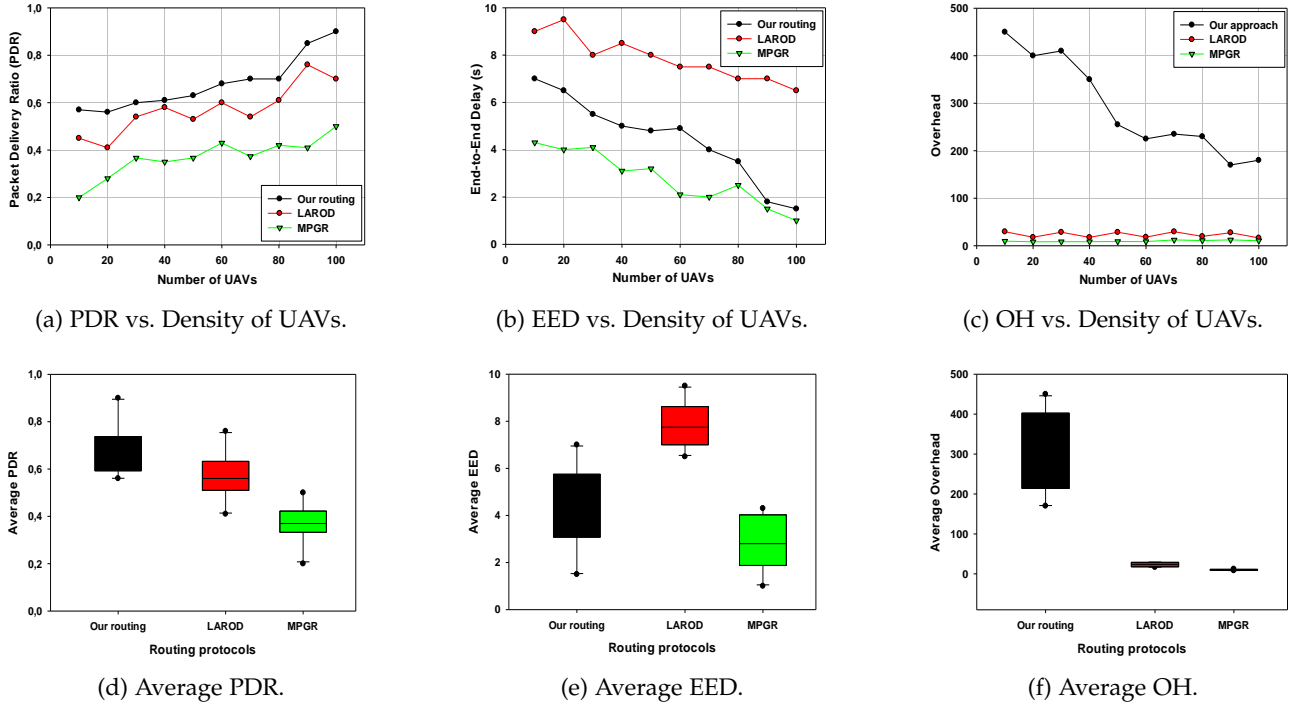 1,0
0,8
0,6
0,4
0,2
0,0
Packet Delivery Ratio (PDR)
Our routing
LAROD
MPGR
0 20 40 60 80 100
Number of UAVs
(a) PDR vs. Density of UAVs.
10
8
6
4
2
0
End-to-End Delay (s)
Our routing
LAROD
MPGR
0 20 40 60 80 100
Number of UAVs
(b) EED vs. Density of UAVs.
500
400
300
200
100
0
Overhead
Our approach
LAROD
MPGR
0 20 40 60 80 100
Number of UAVs
(c) OH vs. Density of UAVs.
1,0
0,8
0,6
0,4
0,2
0,0
Average PDR
Our routing LAROD MPGR
Routing protocols
(d) Average PDR.
10
8
6
4
2
0
Average EED
Our routing LAROD MPGR
Routing protocols
(e) Average EED.
500
400
300
200
100
0
Average Overhead
Our routing LAROD MPGR
Routing protocols
(f) Average OH.